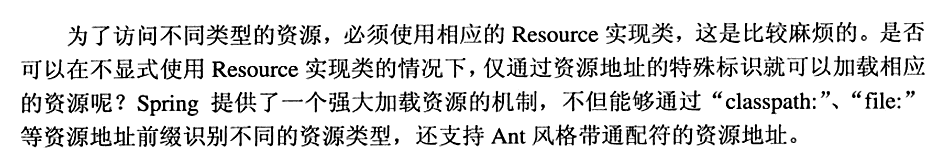 为了访问不同类型的资源，必须使用相应的 Resource 实现类，这是比较麻烦的。是否
可以在不显式使用 Resource 实现类的情况下，仅通过资源地址的特殊标识就可以加载相应
的资源呢？Spring 提供了一个强大加载资源的机制，不但能够通过“classpath:”、“file:”
等资源地址前缀识别不同的资源类型，还支持 Ant 风格带通配符的资源地址。